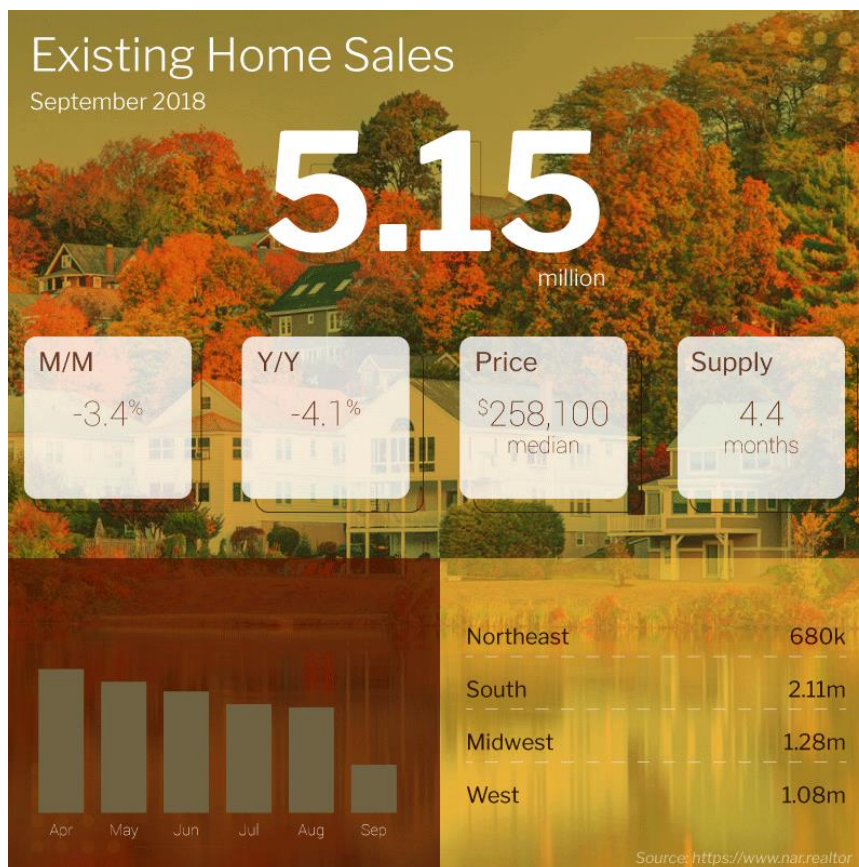 Existing Home Sales
September 2018
5.15
million
M/M
-3.4%
Y/Y
-4.1%
Price
$258,100
median
Supply
4.4
months
Apr May Jun Jul Aug Sep
Northeast 680k
South 2.11m
Midwest 1.28m
West 1.08m
Source: https://www.nar.realtor